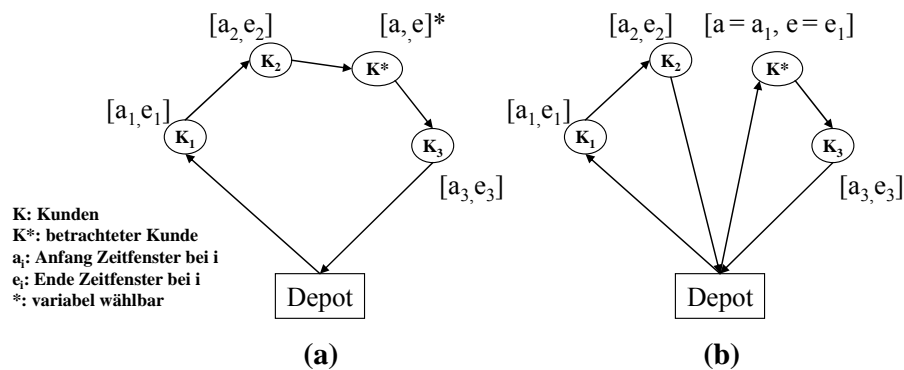 [a₂,e₂]
[a,,e]*
K₂
K*
[a₁,e₁]
K₁
K₃
[a₃,e₃]
K: Kunden
K*: betrachteter Kunde
aᵢ: Anfang Zeitfenster bei i
eᵢ: Ende Zeitfenster bei i
*: variabel wählbar
Depot
(a)
[a₂,e₂]
[a = a₁, e = e₁]
K₂
K*
[a₁,e₁]
K₁
K₃
[a₃,e₃]
Depot
(b)